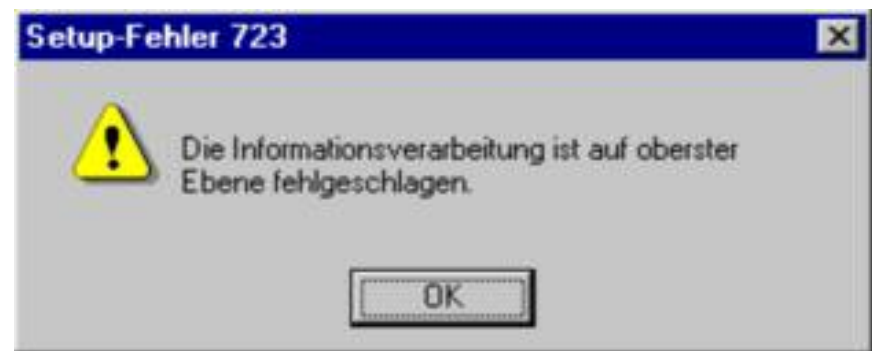 Setup-Fehler 723
Die Informationsverarbeitung ist auf oberster
Ebene fehlgeschlagen.
OK